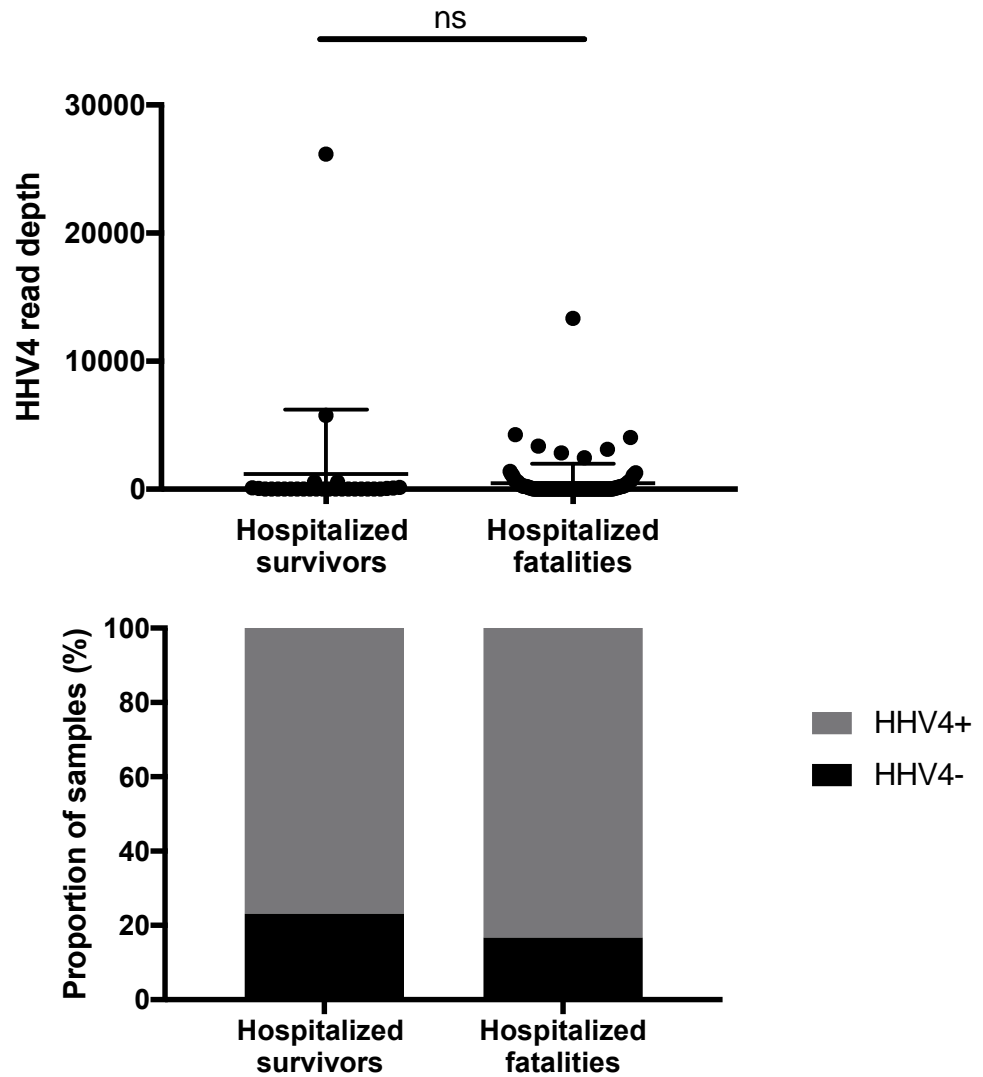 ns
30000
20000
10000
0
HHV4 read depth
Hospitalized
survivors
Hospitalized
fatalities
100
80
60
40
20
0
Proportion of samples (%)
Hospitalized
survivors
Hospitalized
fatalities
HHV4+
HHV4-